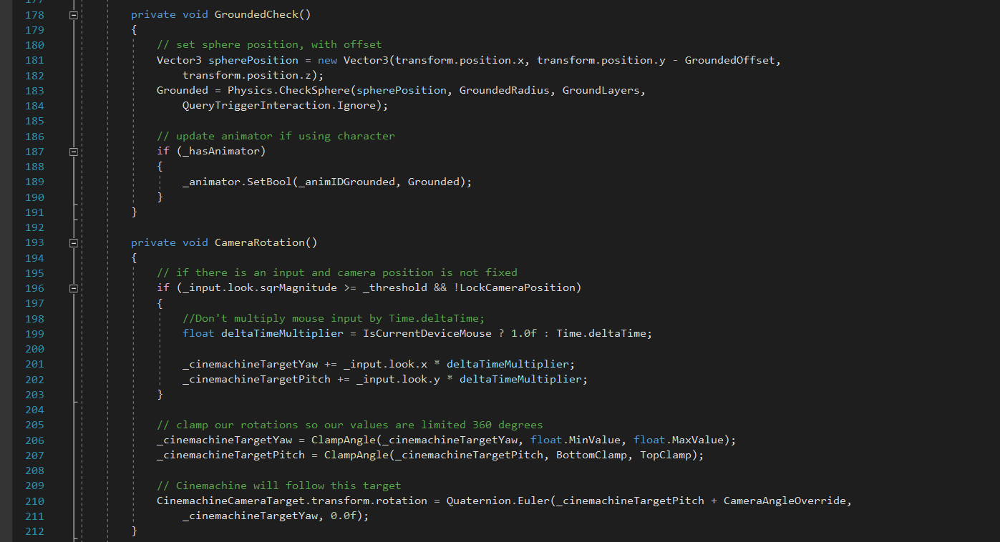 177
178 private void GroundedCheck()
179 {
180 // set sphere position, with offset
181 Vector3 spherePosition = new Vector3(transform.position.x, transform.position.y - GroundedOffset,
182 transform.position.z);
183 Grounded = Physics.CheckSphere(spherePosition, GroundedRadius, GroundLayers,
184 QueryTriggerInteraction.Ignore);
185
186 // update animator if using character
187 if (_hasAnimator)
188 {
189 _animator.SetBool(_animIDGrounded, Grounded);
190 }
191 }
192
193 private void CameraRotation()
194 {
195 // if there is an input and camera position is not fixed
196 if (_input.look.sqrMagnitude >= _threshold && !LockCameraPosition)
197 {
198 //Don't multiply mouse input by Time.deltaTime;
199 float deltaTimeMultiplier = IsCurrentDeviceMouse ? 1.0f : Time.deltaTime;
200
201 _cinemachineTargetYaw += _input.look.x * deltaTimeMultiplier;
202 _cinemachineTargetPitch += _input.look.y * deltaTimeMultiplier;
203 }
204
205 // clamp our rotations so our values are limited 360 degrees
206 _cinemachineTargetYaw = ClampAngle(_cinemachineTargetYaw, float.MinValue, float.MaxValue);
207 _cinemachineTargetPitch = ClampAngle(_cinemachineTargetPitch, BottomClamp, TopClamp);
208
209 // Cinemachine will follow this target
210 CinemachineCameraTarget.transform.rotation = Quaternion.Euler(_cinemachineTargetPitch + CameraAngleOverride,
211 _cinemachineTargetYaw, 0.0f);
212 }